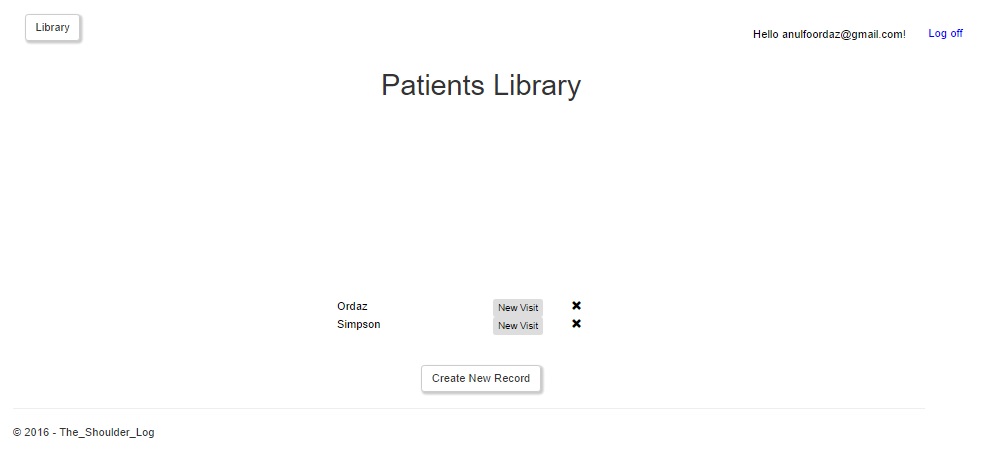 Library
Hello anulfoordaz@gmail.com! Log off
Patients Library
Ordaz New Visit
Simpson New Visit
Create New Record
© 2016 - The_Shoulder_Log